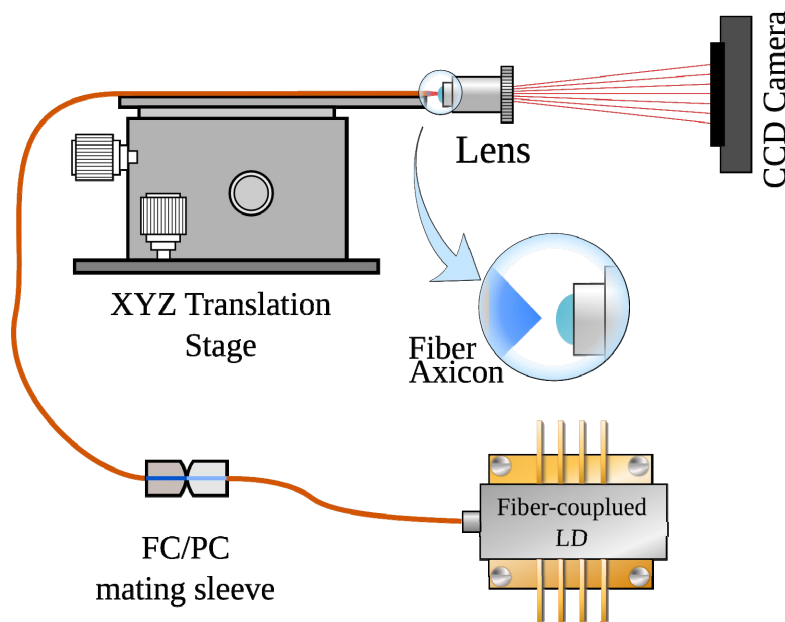 CCD Camera
Lens
XYZ Translation
Stage
Fiber
Axicon
Fiber-couplued
LD
FC/PC
mating sleeve